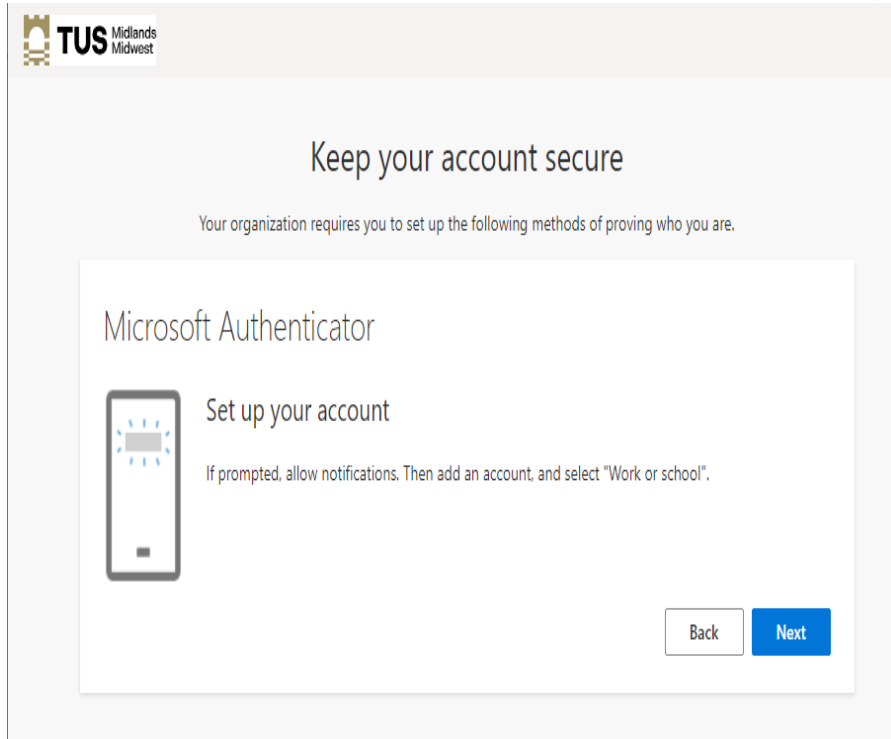 TUS Midlands
Midwest
Keep your account secure
Your organization requires you to set up the following methods of proving who you are.
Microsoft Authenticator
Set up your account
If prompted, allow notifications. Then add an account, and select "Work or school".
Back Next